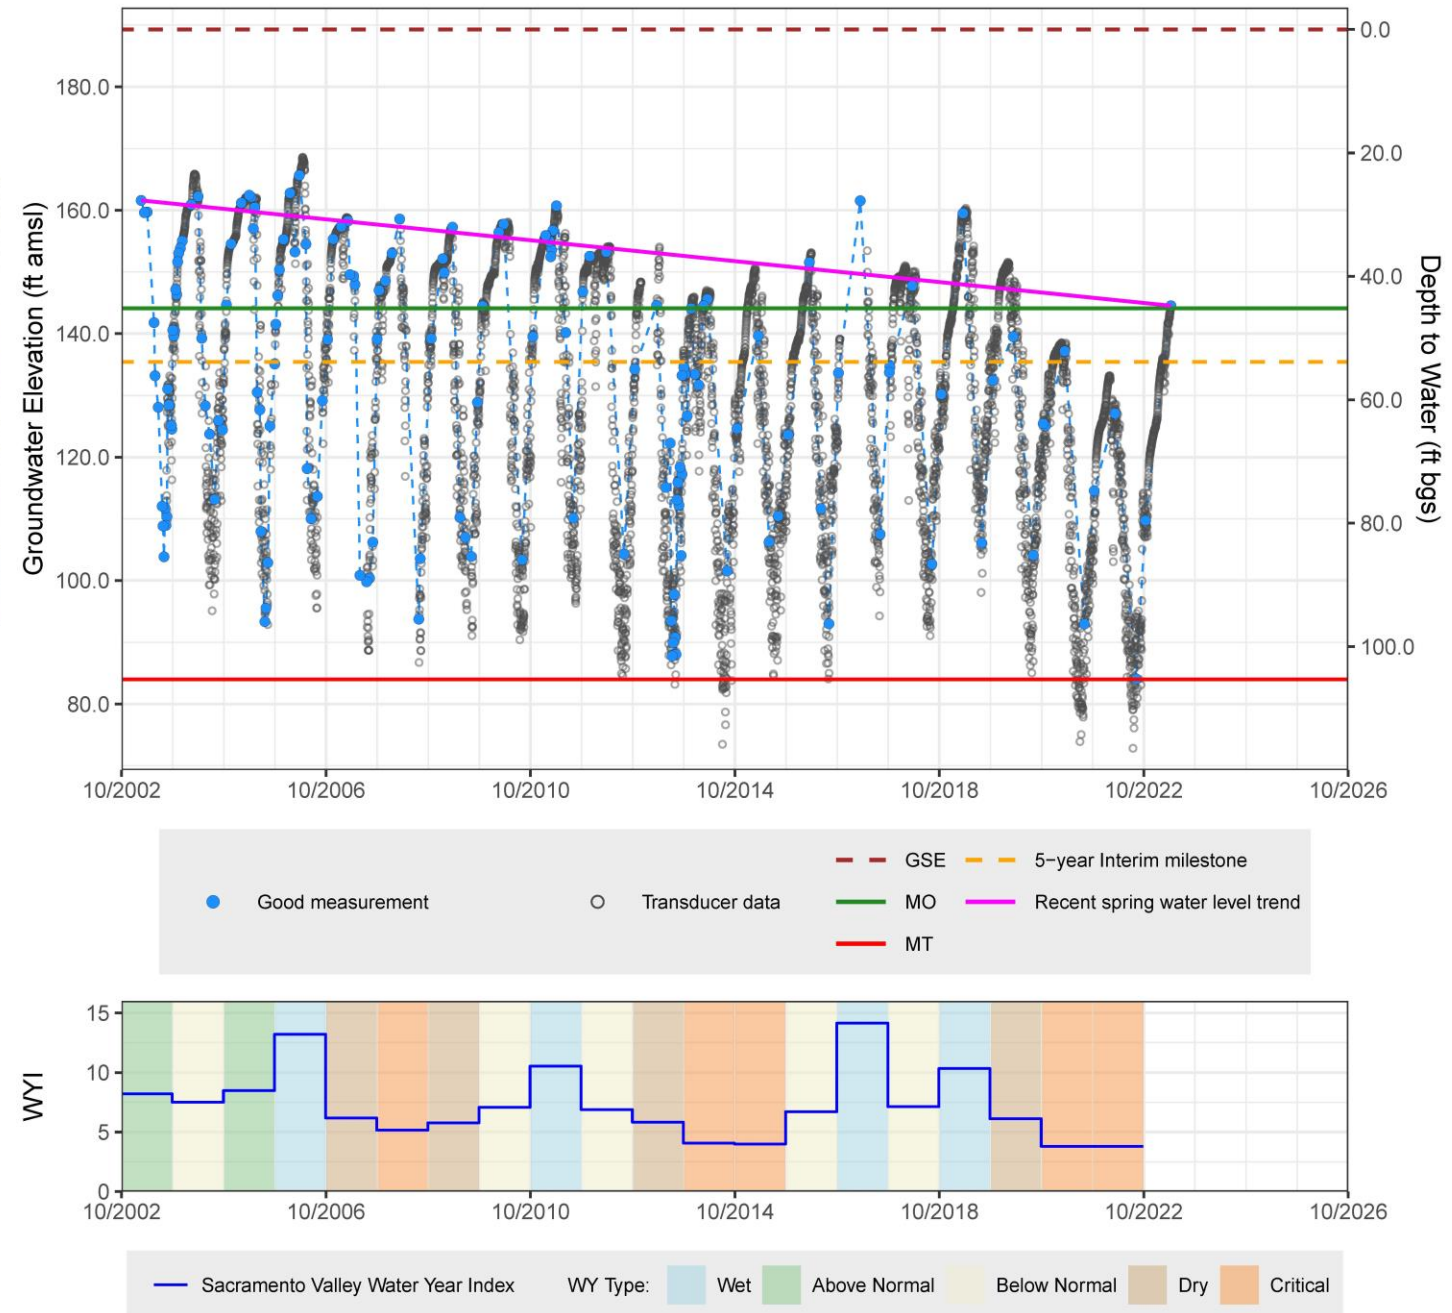 Groundwater Elevation (ft amsl)
180.0
160.0
140.0
120.0
100.0
80.0
0.0
20.0
40.0
60.0
80.0
100.0
Depth to Water (ft bgs)
10/2002 10/2006 10/2010 10/2014 10/2018 10/2022 10/2026
GSE 5−year Interim milestone
Good measurement Transducer data MO Recent spring water level trend
MT
WYI
15
10
5
0
10/2002 10/2006 10/2010 10/2014 10/2018 10/2022 10/2026
Sacramento Valley Water Year Index WY Type: Wet Above Normal Below Normal Dry Critical